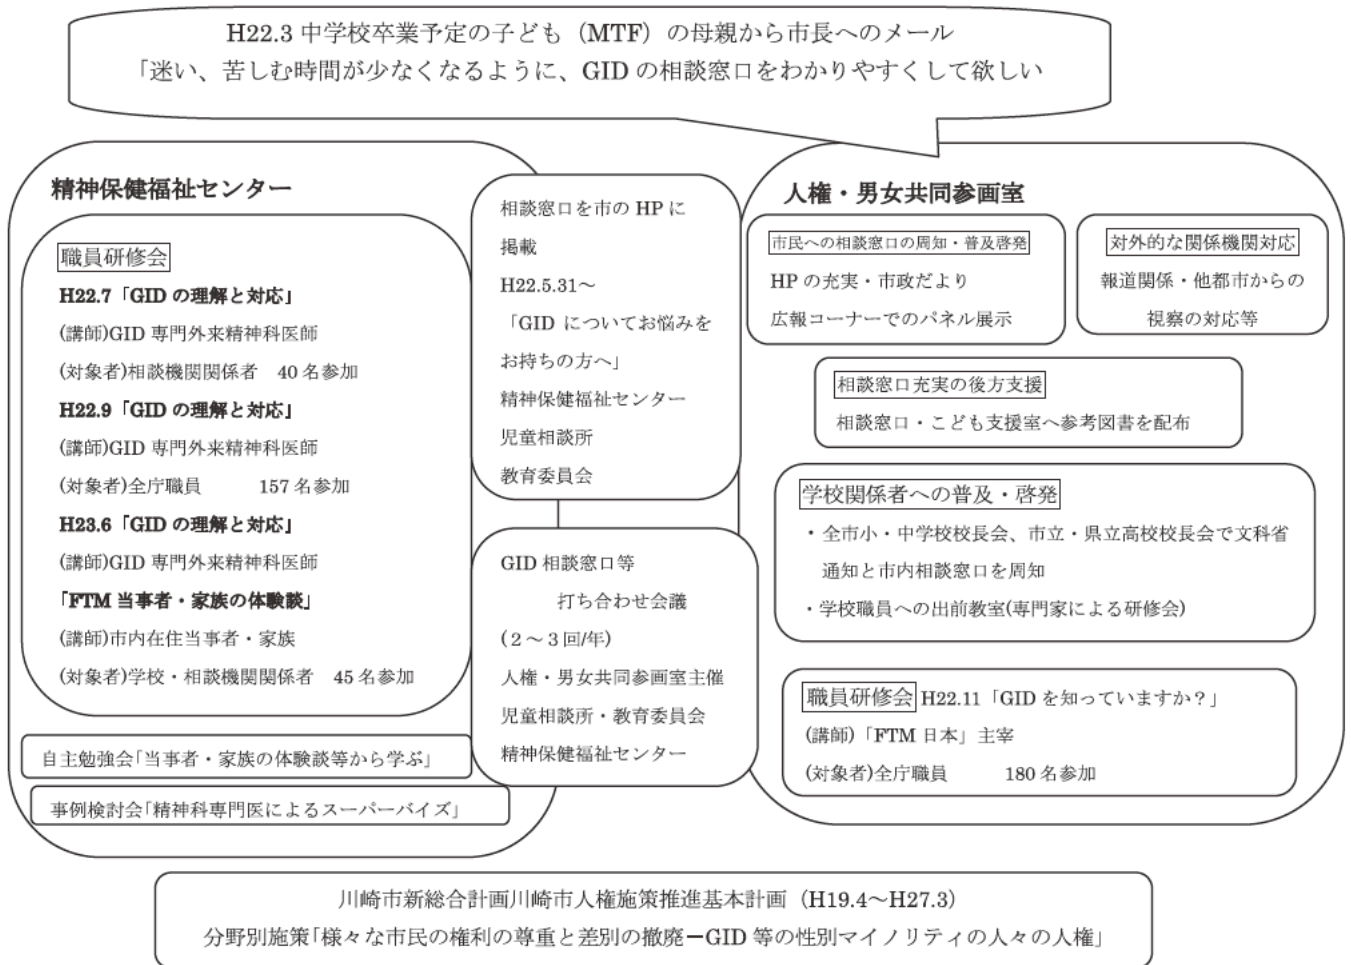 H22.3 中学校卒業予定の子ども（MTF）の母親から市長へのメール
「迷い、苦しむ時間が少なくなるように、GID の相談窓口をわかりやすくして欲しい
精神保健福祉センター
職員研修会
H22.7「GID の理解と対応」
(講師)GID 専門外来精神科医師
(対象者)相談機関関係者　40 名参加
H22.9「GID の理解と対応」
(講師)GID 専門外来精神科医師
(対象者)全庁職員　　　157 名参加
H23.6「GID の理解と対応」
(講師)GID 専門外来精神科医師
「FTM 当事者・家族の体験談」
(講師)市内在住当事者・家族
(対象者)学校・相談機関関係者　45 名参加
自主勉強会「当事者・家族の体験談等から学ぶ」
事例検討会「精神科専門医によるスーパーバイズ」
相談窓口を市の HP に
掲載
H22.5.31～
「GID についてお悩みを
お持ちの方へ」
精神保健福祉センター
児童相談所
教育委員会
GID 相談窓口等
打ち合わせ会議
(２～３回/年)
人権・男女共同参画室主催
児童相談所・教育委員会
精神保健福祉センター
人権・男女共同参画室
市民への相談窓口の周知・普及啓発
HP の充実・市政だより
広報コーナーでのパネル展示
対外的な関係機関対応
報道関係・他都市からの
視察の対応等
相談窓口充実の後方支援
相談窓口・こども支援室へ参考図書を配布
学校関係者への普及・啓発
・全市小・中学校校長会、市立・県立高校校長会で文科省
通知と市内相談窓口を周知
・学校職員への出前教室(専門家による研修会)
職員研修会 H22.11「GID を知っていますか？」
(講師)「FTM 日本」主宰
(対象者)全庁職員　　　180 名参加
川崎市新総合計画川崎市人権施策推進基本計画（H19.4～H27.3）
分野別施策「様々な市民の権利の尊重と差別の撤廃－GID 等の性別マイノリティの人々の人権」